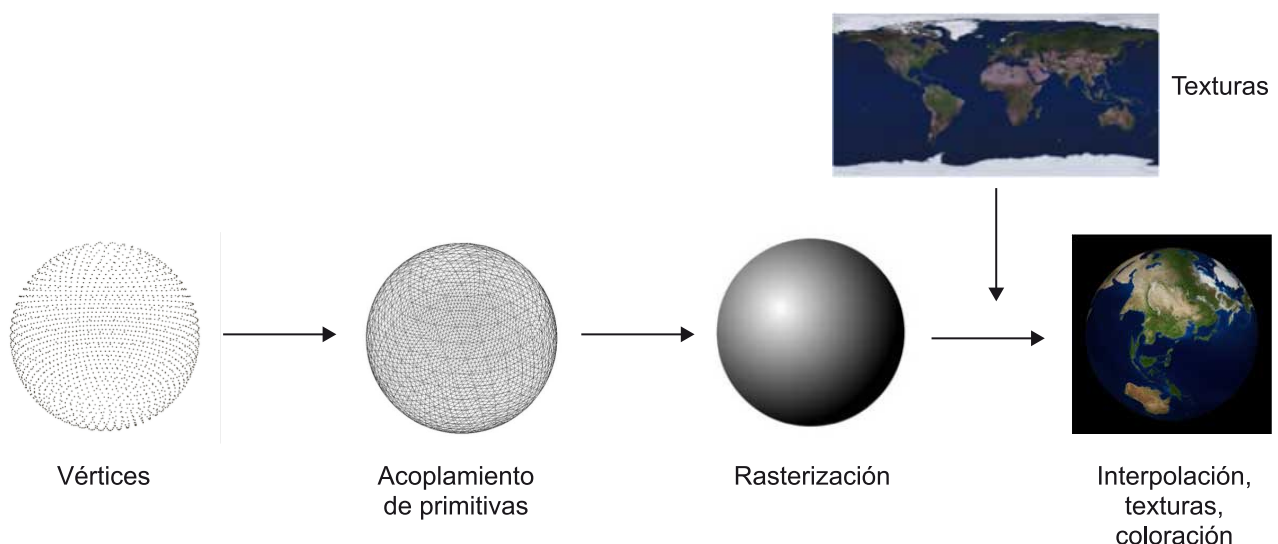 Texturas
Vértices
Acoplamiento
de primitivas
Rasterización
Interpolación,
texturas,
coloración